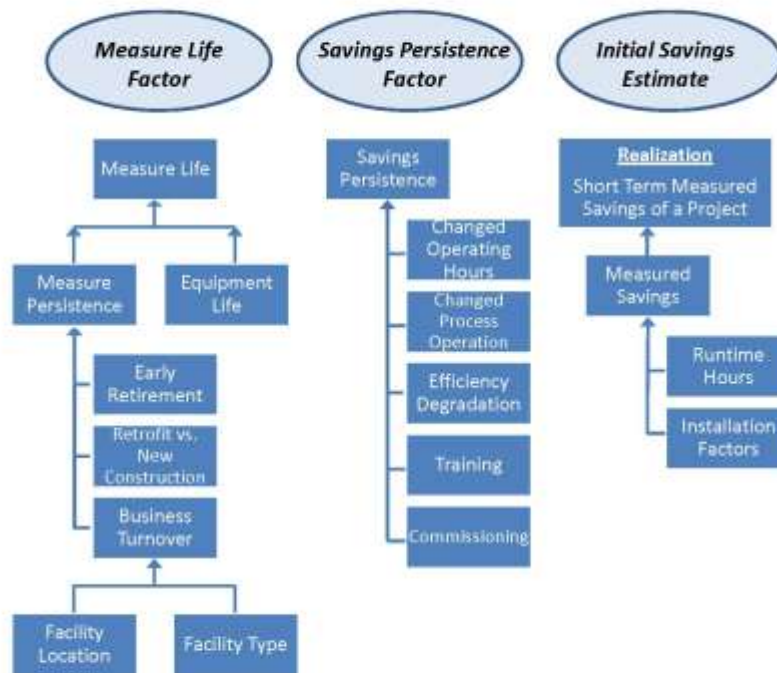 Measure Life
Factor
Savings Persistence
Factor
Initial Savings
Estimate
Measure Life
Measure
Persistence
Equipment
Life
Early
Retirement
Retrofit vs.
New
Construction
Business
Turnover
Facility
Location
Facility Type
Savings
Persistence
Changed
Operating
Hours
Changed
Process
Operation
Efficiency
Degradation
Training
Commissioning
Realization
Short Term Measured
Savings of a Project
Measured
Savings
Runtime
Hours
Installation
Factors